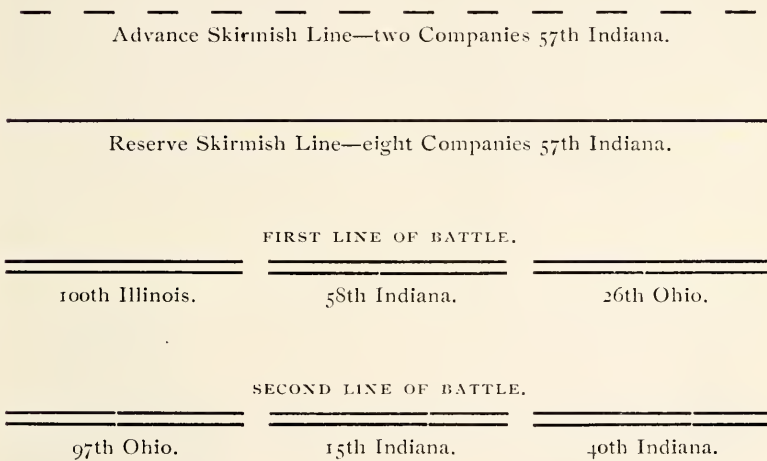 Advance Skirmish Line—two Companies 57th Indiana.
Reserve Skirmish Line—eight Companies 57th Indiana.
FIRST LINE OF BATTLE.
100th Illinois. 58th Indiana. 26th Ohio.
SECOND LINE OF BATTLE.
97th Ohio. 15th Indiana. 40th Indiana.